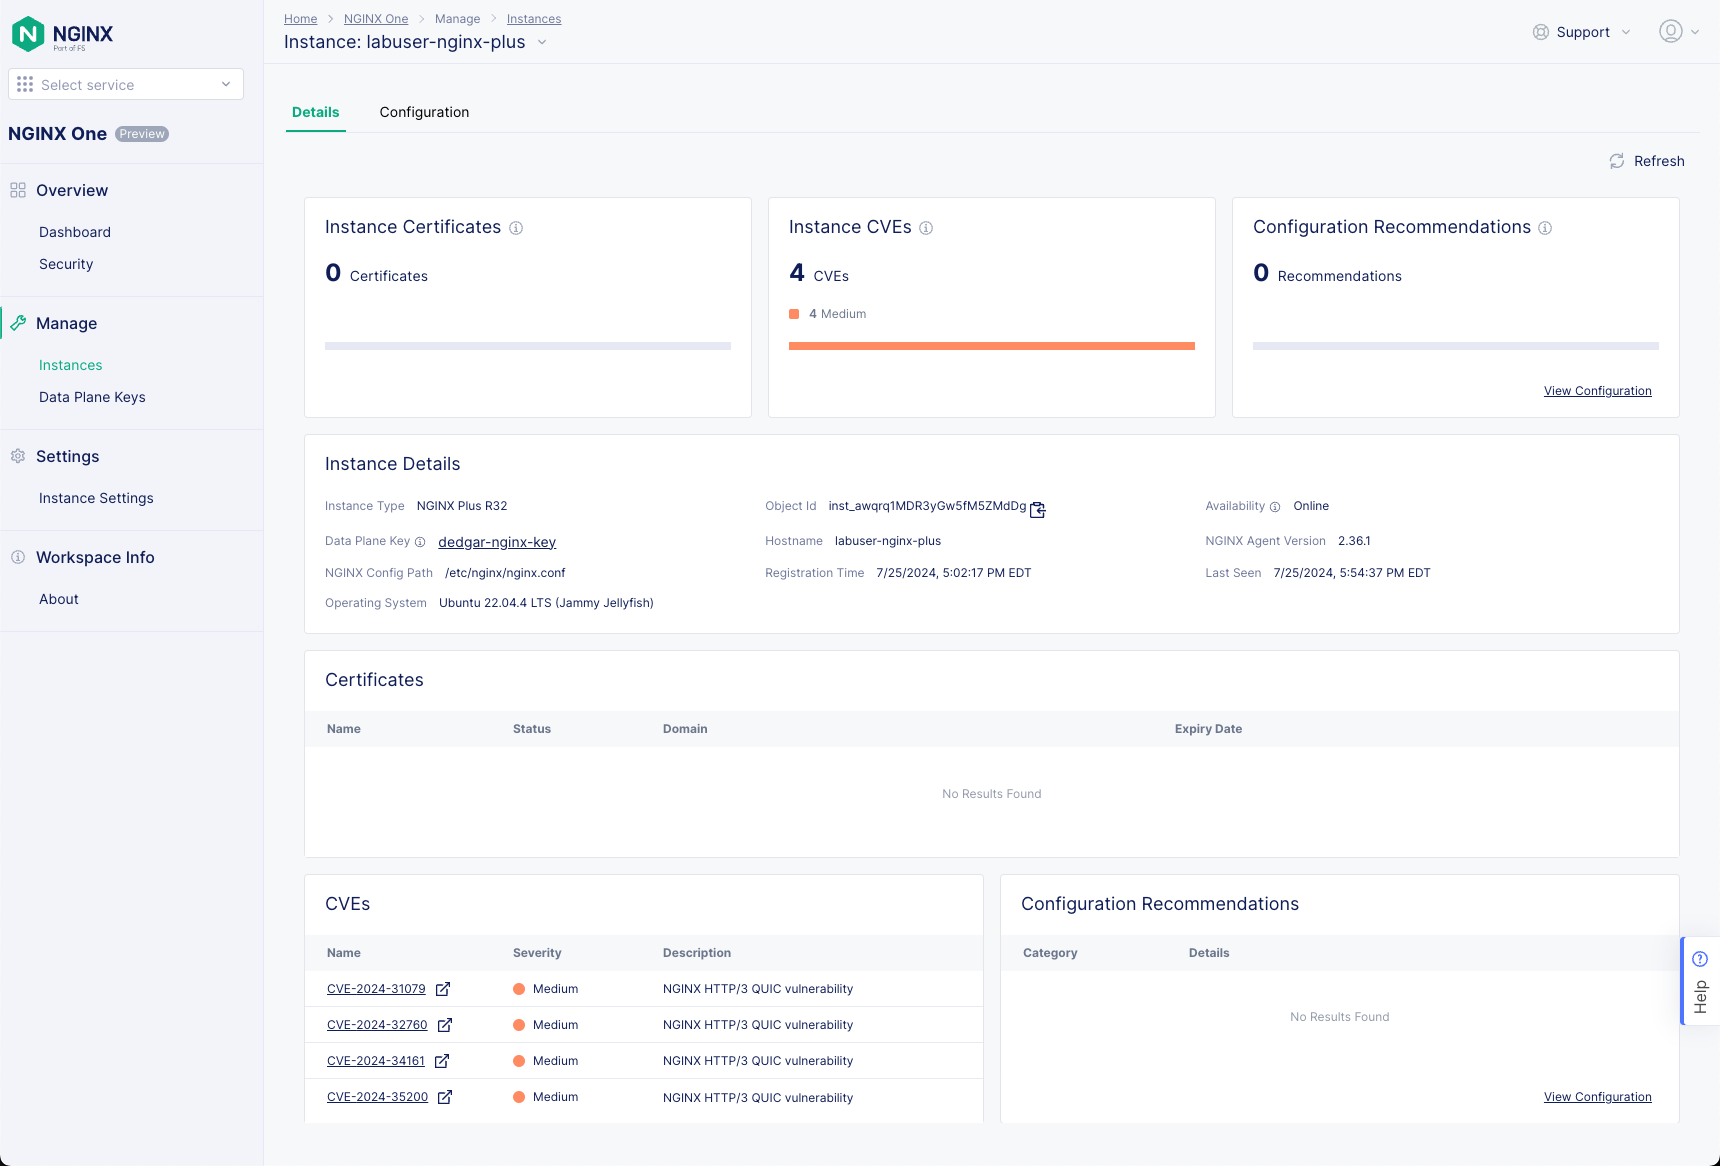 NGINX
Part of F5
Select service
NGINX One Preview
Overview
Dashboard
Security
Manage
Instances
Data Plane Keys
Settings
Instance Settings
Workspace Info
About
Home > NGINX One > Manage > Instances
Instance: labuser-nginx-plus
Support
Details Configuration
Refresh
Instance Certificates
0 Certificates
Instance CVEs
4 CVEs
4 Medium
Configuration Recommendations
0 Recommendations
View Configuration
Instance Details
Instance Type NGINX Plus R32 Object Id inst_awqrq1MDR3yGw5fM5ZMdDg Availability Online
Data Plane Key dedgar-nginx-key Hostname labuser-nginx-plus NGINX Agent Version 2.36.1
NGINX Config Path /etc/nginx/nginx.conf Registration Time 7/25/2024, 5:02:17 PM EDT Last Seen 7/25/2024, 5:54:37 PM EDT
Operating System Ubuntu 22.04.4 LTS (Jammy Jellyfish)
Certificates
Name Status Domain Expiry Date
No Results Found
CVEs
Name Severity Description
CVE-2024-31079 Medium NGINX HTTP/3 QUIC vulnerability
CVE-2024-32760 Medium NGINX HTTP/3 QUIC vulnerability
CVE-2024-34161 Medium NGINX HTTP/3 QUIC vulnerability
CVE-2024-35200 Medium NGINX HTTP/3 QUIC vulnerability
Configuration Recommendations
Category Details
No Results Found
View Configuration
Help